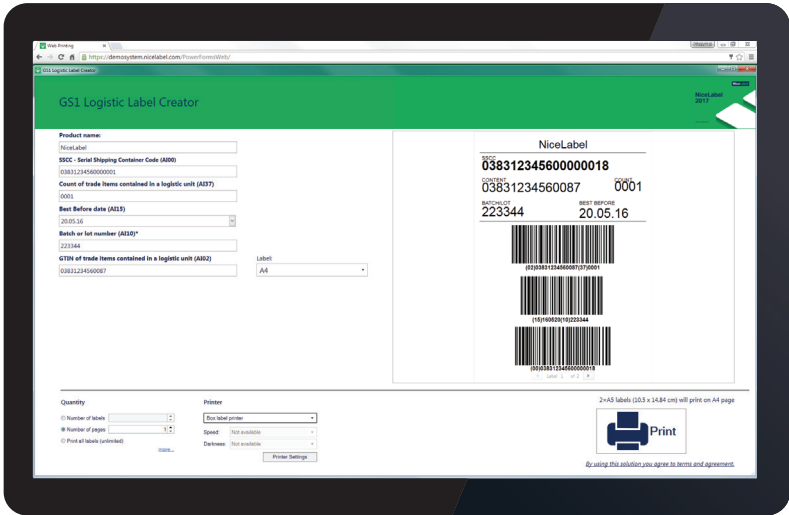 Web Printing
https://demosystem.nicelabel.com/PowerFormsWeb/
GS1 Logistic Label Creator
GS1 Logistic Label Creator
NiceLabel
2017
Product name:
NiceLabel
SSCC - Serial Shipping Container Code (AI00)
03831234560000001
Count of trade items contained in a logistic unit (AI37)
0001
Best Before date (AI15)
20.05.16
Batch or lot number (AI10)*
223344
GTIN of trade items contained in a logistic unit (AI02)
03831234560087
Label:
A4
NiceLabel
SSCC
038312345600000018
CONTENT COUNT
03831234560087 0001
BATCH/LOT BEST BEFORE
223344 20.05.16
(02)03831234560087(37)0001
(15)160520(10)223344
(00)038312345600000018
Label 1 of 2
Quantity
Number of labels
Number of pages 1
Print all labels (unlimited)
more...
Printer
Box label printer
Speed: Not available
Darkness: Not available
Printer Settings
2×A5 labels (10.5 x 14.84 cm) will print on A4 page
Print
By using this solution you agree to terms and agreement.